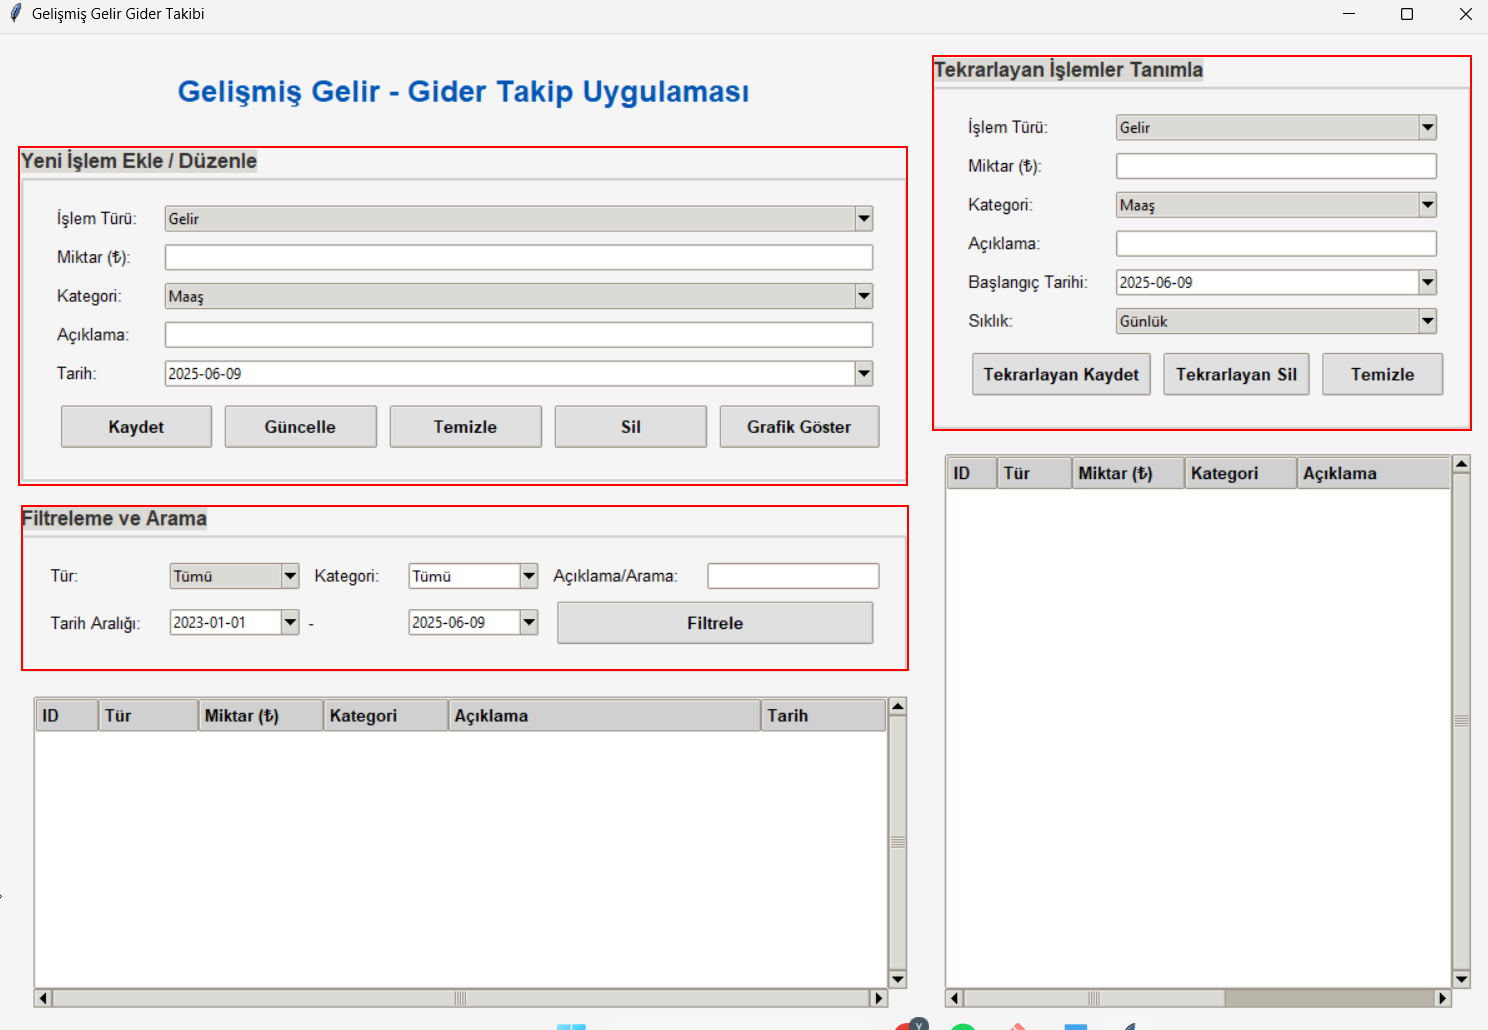 Gelişmiş Gelir Gider Takibi
Gelişmiş Gelir - Gider Takip Uygulaması
Yeni İşlem Ekle / Düzenle
İşlem Türü: Gelir
Miktar (₺):
Kategori: Maaş
Açıklama:
Tarih: 2025-06-09
Kaydet Güncelle Temizle Sil Grafik Göster
Filtreleme ve Arama
Tür: Tümü Kategori: Tümü Açıklama/Arama:
Tarih Aralığı: 2023-01-01 - 2025-06-09 Filtrele
ID Tür Miktar (₺) Kategori Açıklama Tarih
Tekrarlayan İşlemler Tanımla
İşlem Türü: Gelir
Miktar (₺):
Kategori: Maaş
Açıklama:
Başlangıç Tarihi: 2025-06-09
Sıklık: Günlük
Tekrarlayan Kaydet Tekrarlayan Sil Temizle
ID Tür Miktar (₺) Kategori Açıklama